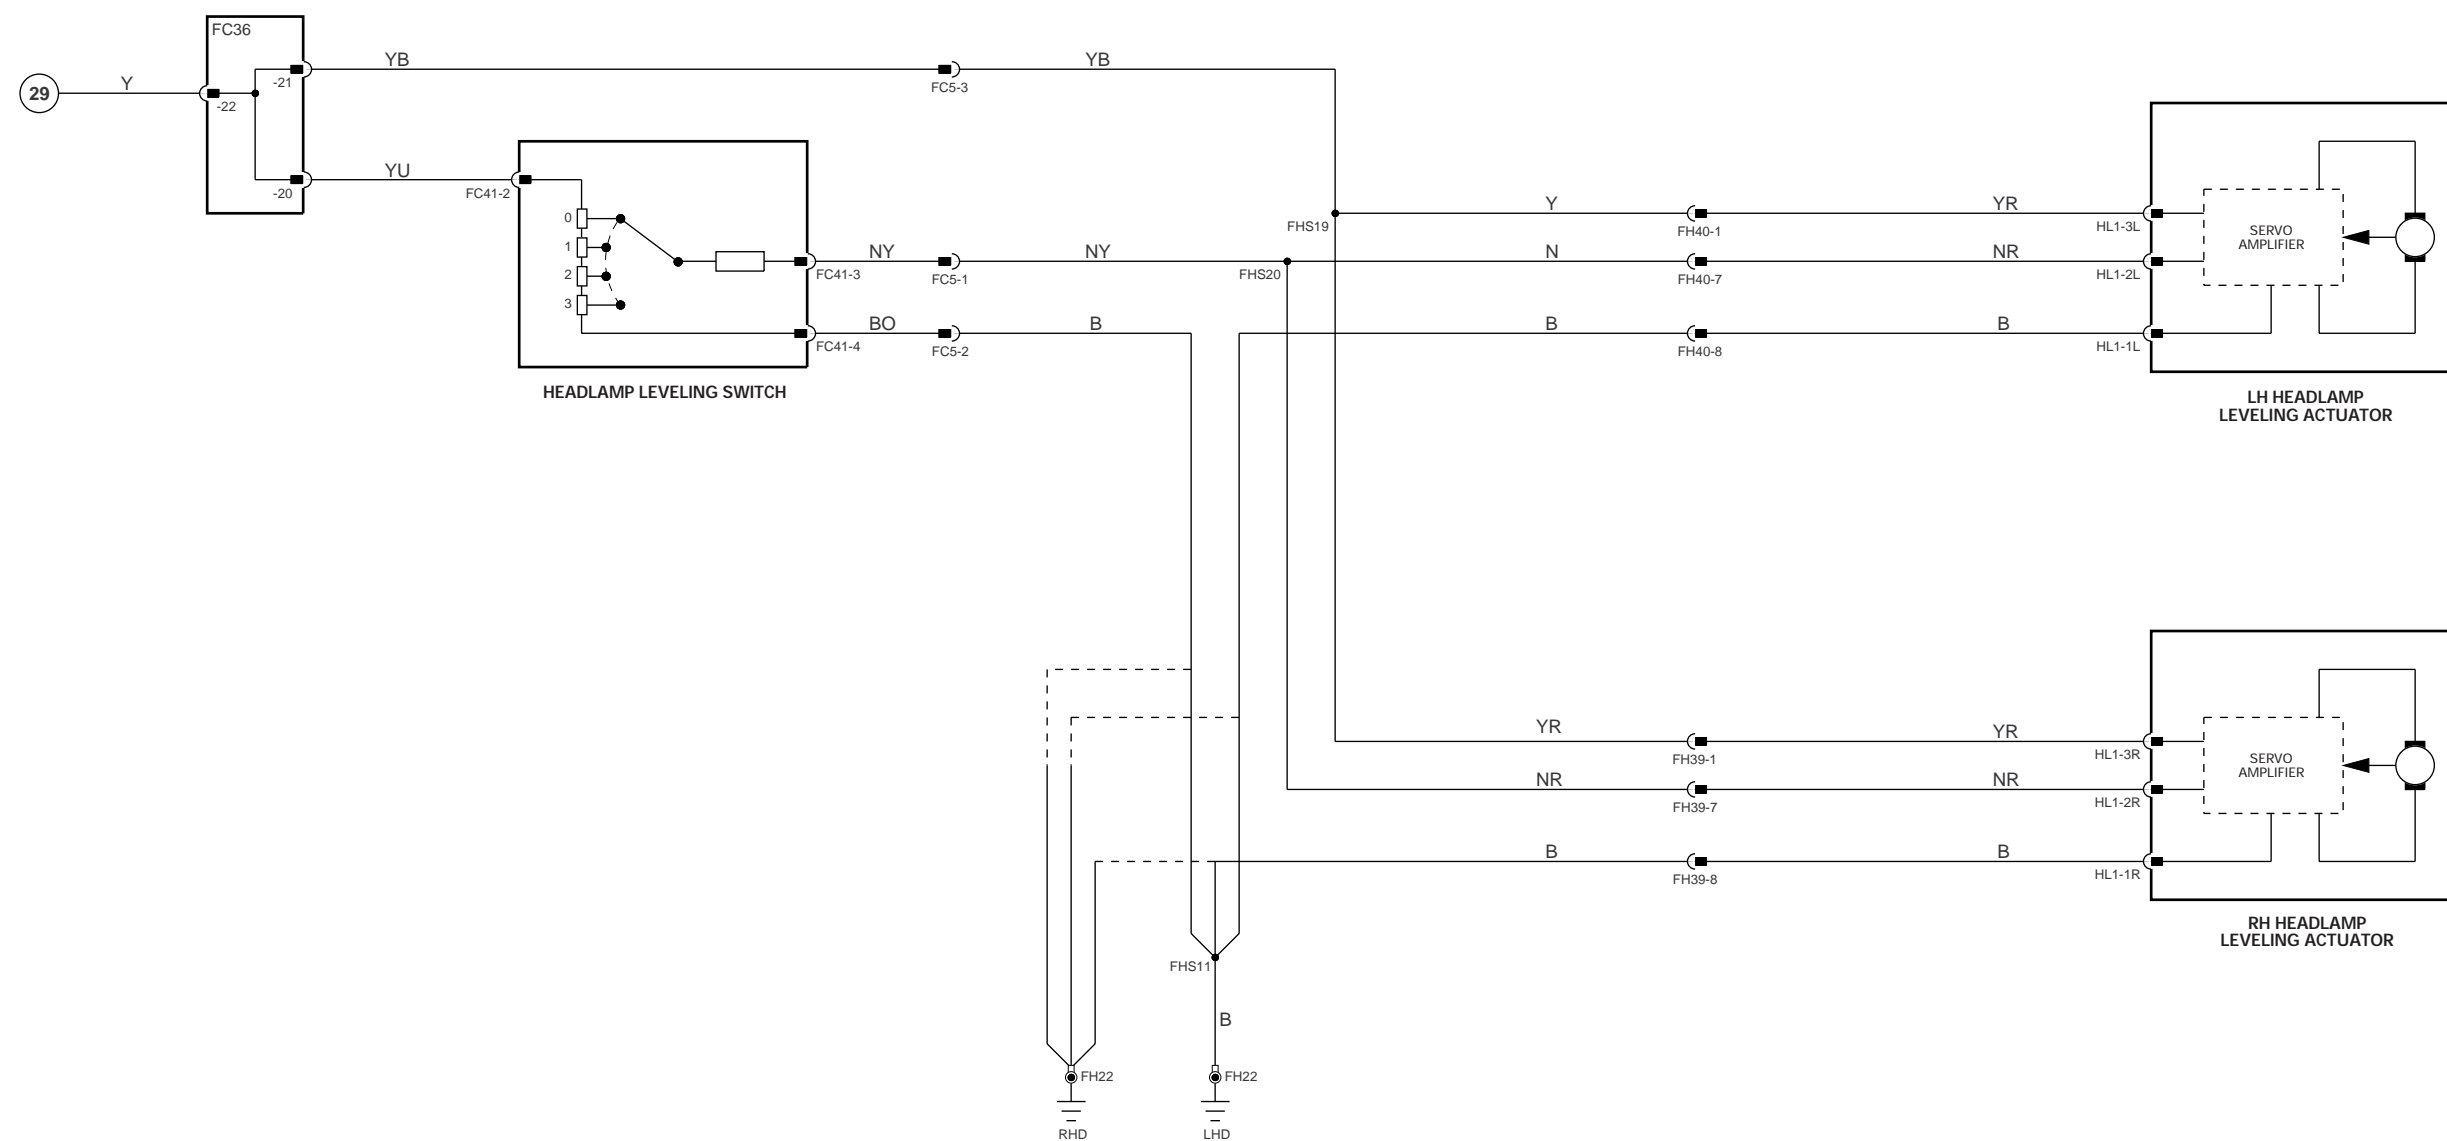 FC36
YB
YB
-21
FC5-3
29
Y
-22
YU
-20
FC41-2
0
1
2
3
NY
NY
FC41-3
FC5-1
FHS20
BO
B
FC41-4
FC5-2
HEADLAMP LEVELING SWITCH
Y
YR
FHS19
FH40-1
HL1-3L
N
NR
FH40-7
HL1-2L
B
B
FH40-8
HL1-1L
SERVO
AMPLIFIER
LH HEADLAMP
LEVELING ACTUATOR
YR
YR
FH39-1
HL1-3R
NR
NR
FH39-7
HL1-2R
B
B
FH39-8
HL1-1R
SERVO
AMPLIFIER
RH HEADLAMP
LEVELING ACTUATOR
FHS11
B
FH22
FH22
RHD
LHD